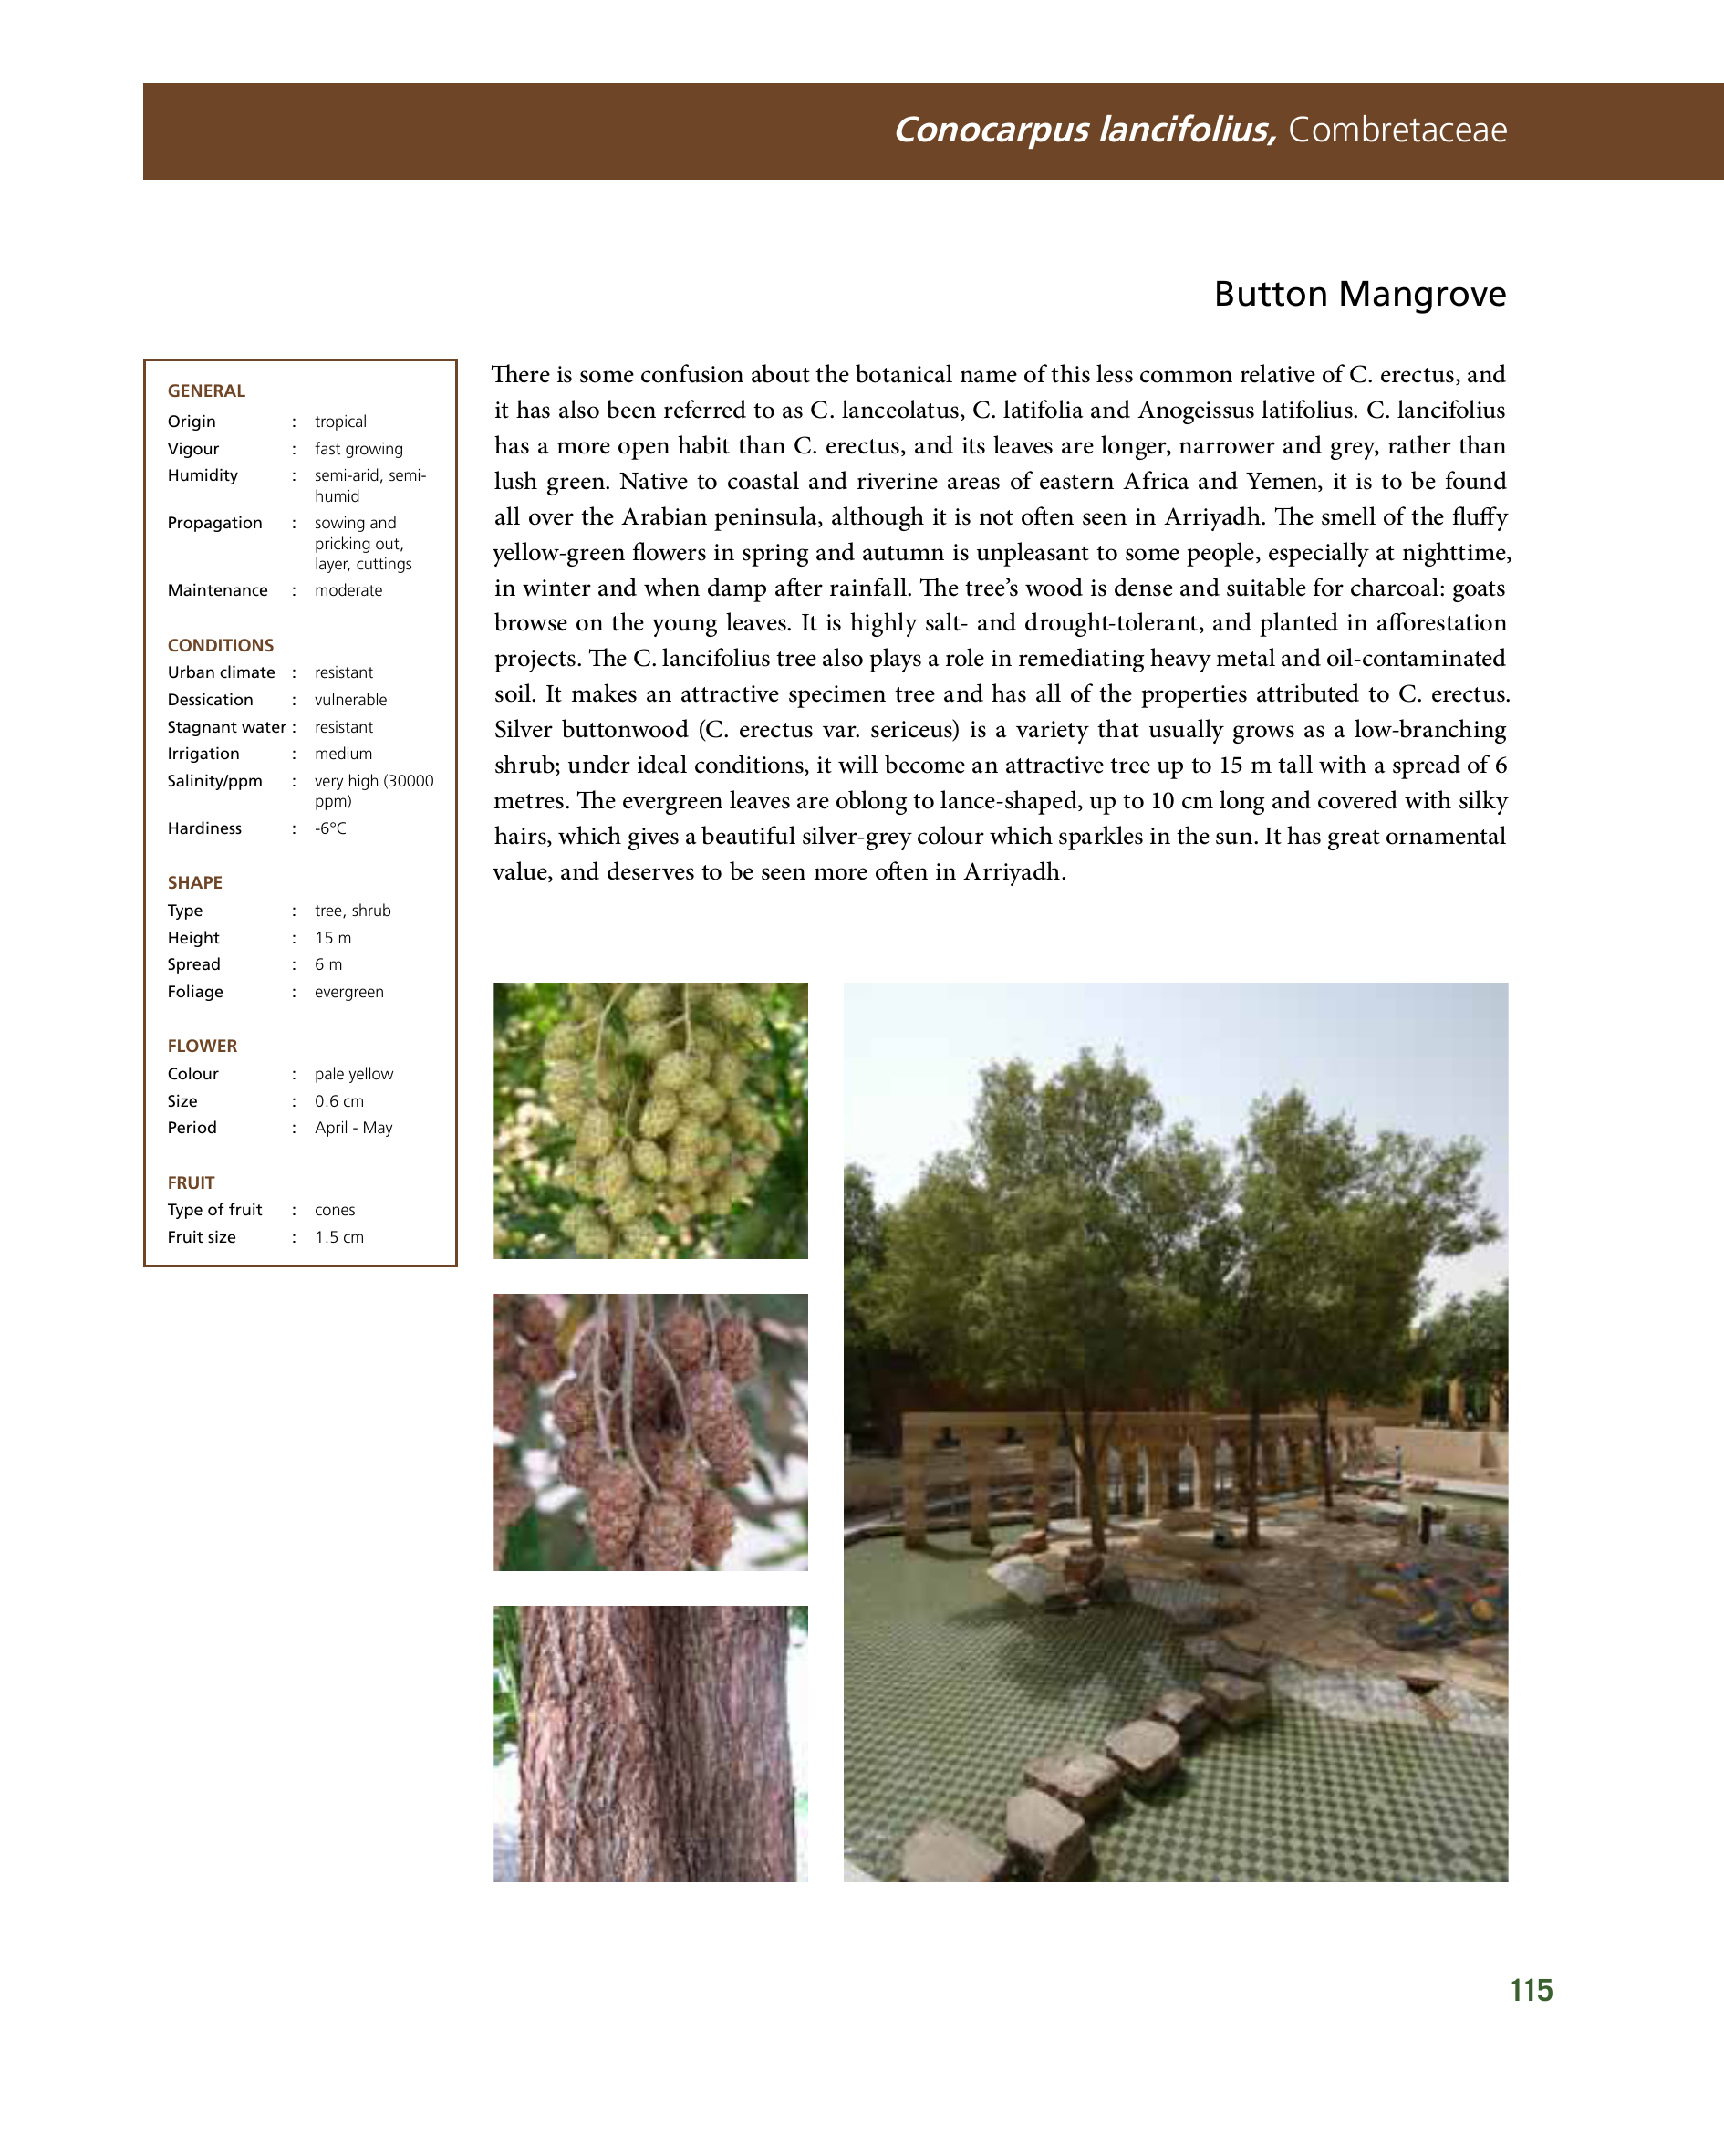 Conocarpus lancifolius, Combretaceae
Button Mangrove
GENERAL
Origin : tropical
Vigour : fast growing
Humidity : semi-arid, semi-
humid
Propagation : sowing and
pricking out,
layer, cuttings
Maintenance : moderate
CONDITIONS
Urban climate : resistant
Dessication : vulnerable
Stagnant water : resistant
Irrigation : medium
Salinity/ppm : very high (30000
ppm)
Hardiness : -6°C
SHAPE
Type : tree, shrub
Height : 15 m
Spread : 6 m
Foliage : evergreen
FLOWER
Colour : pale yellow
Size : 0.6 cm
Period : April - May
FRUIT
Type of fruit : cones
Fruit size : 1.5 cm
There is some confusion about the botanical name of this less common relative of C. erectus, and
it has also been referred to as C. lanceolatus, C. latifolia and Anogeissus latifolius. C. lancifolius
has a more open habit than C. erectus, and its leaves are longer, narrower and grey, rather than
lush green. Native to coastal and riverine areas of eastern Africa and Yemen, it is to be found
all over the Arabian peninsula, although it is not often seen in Arriyadh. The smell of the fluffy
yellow-green flowers in spring and autumn is unpleasant to some people, especially at nighttime,
in winter and when damp after rainfall. The tree's wood is dense and suitable for charcoal: goats
browse on the young leaves. It is highly salt- and drought-tolerant, and planted in afforestation
projects. The C. lancifolius tree also plays a role in remediating heavy metal and oil-contaminated
soil. It makes an attractive specimen tree and has all of the properties attributed to C. erectus.
Silver buttonwood (C. erectus var. sericeus) is a variety that usually grows as a low-branching
shrub; under ideal conditions, it will become an attractive tree up to 15 m tall with a spread of 6
metres. The evergreen leaves are oblong to lance-shaped, up to 10 cm long and covered with silky
hairs, which gives a beautiful silver-grey colour which sparkles in the sun. It has great ornamental
value, and deserves to be seen more often in Arriyadh.
115